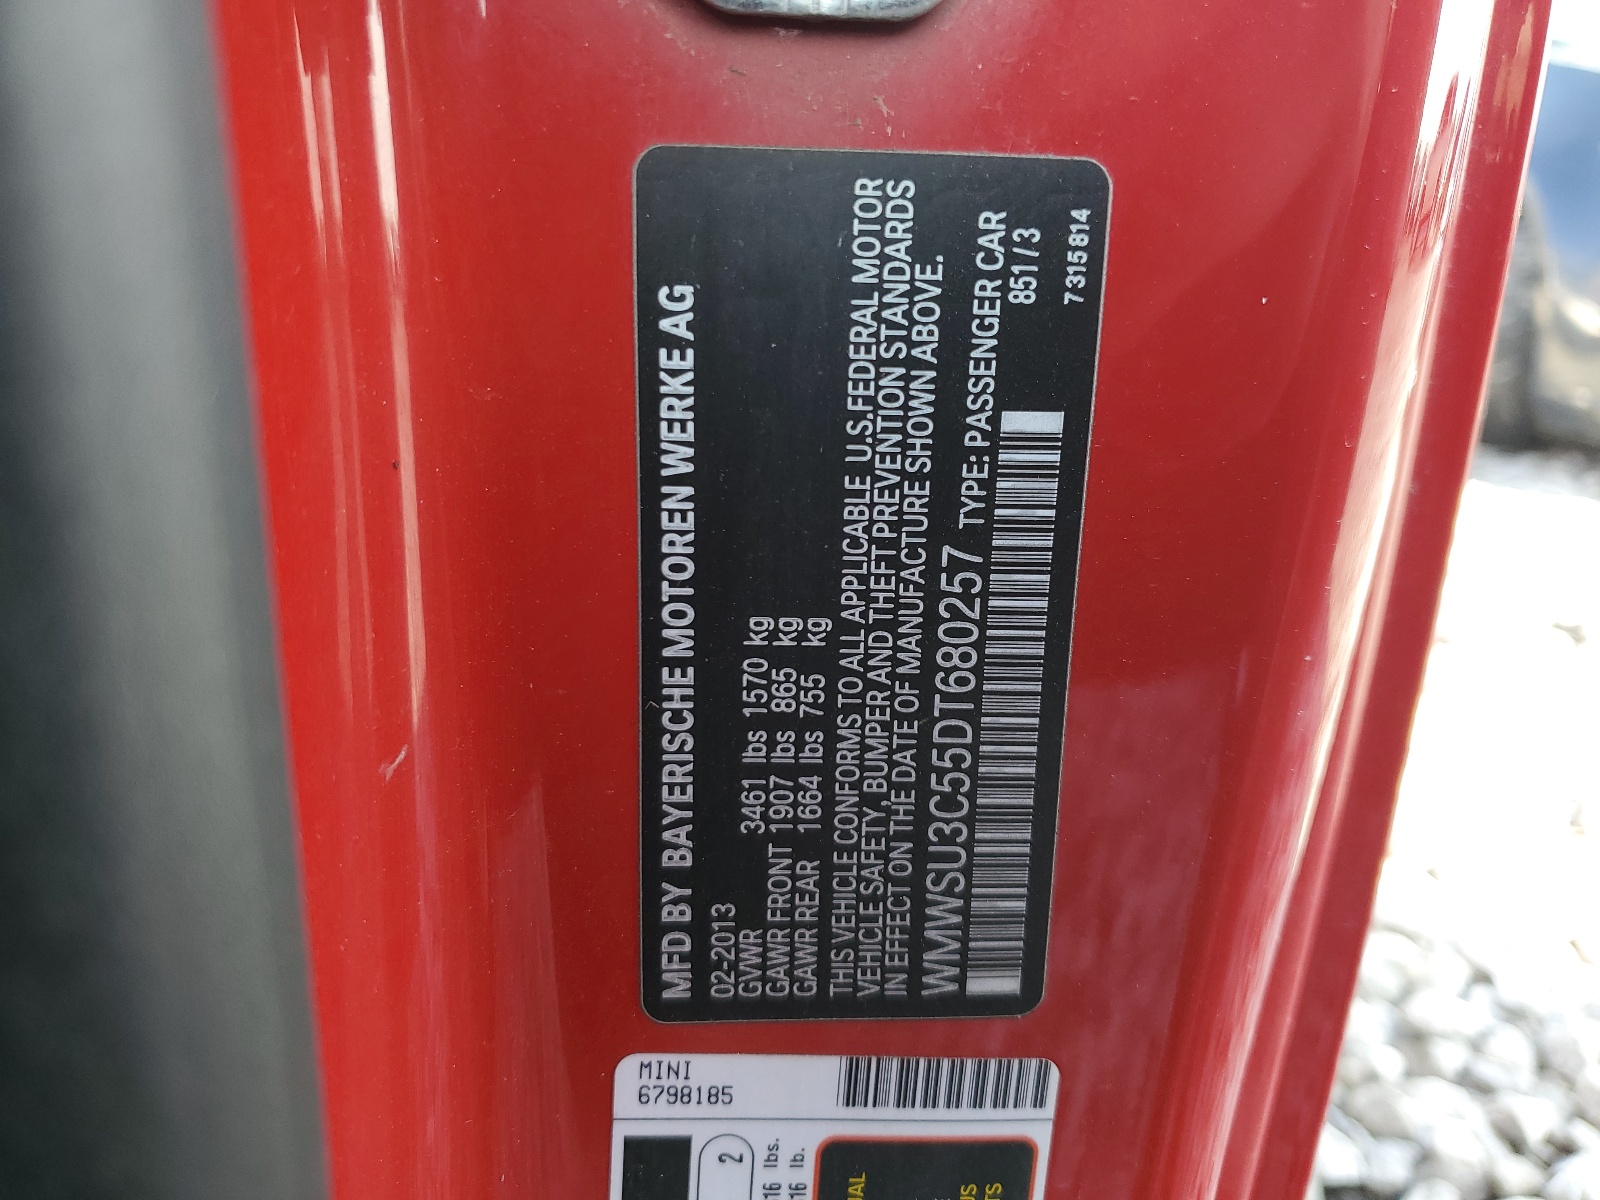 MFD BY BAYERISCHE MOTOREN WERKE AG
02-2013
GVWR 3461 lbs 1570 kg
GAWR FRONT 1907 lbs 865 kg
GAWR REAR 1664 lbs 755 kg
THIS VEHICLE CONFORMS TO ALL APPLICABLE U.S.FEDERAL MOTOR
VEHICLE SAFETY, BUMPER AND THEFT PREVENTION STANDARDS
IN EFFECT ON THE DATE OF MANUFACTURE SHOWN ABOVE.
WMWSU3C55DT680257 TYPE: PASSENGER CAR
851/3
7315814
MINI
6798185
2
16 lbs.
16 lb.